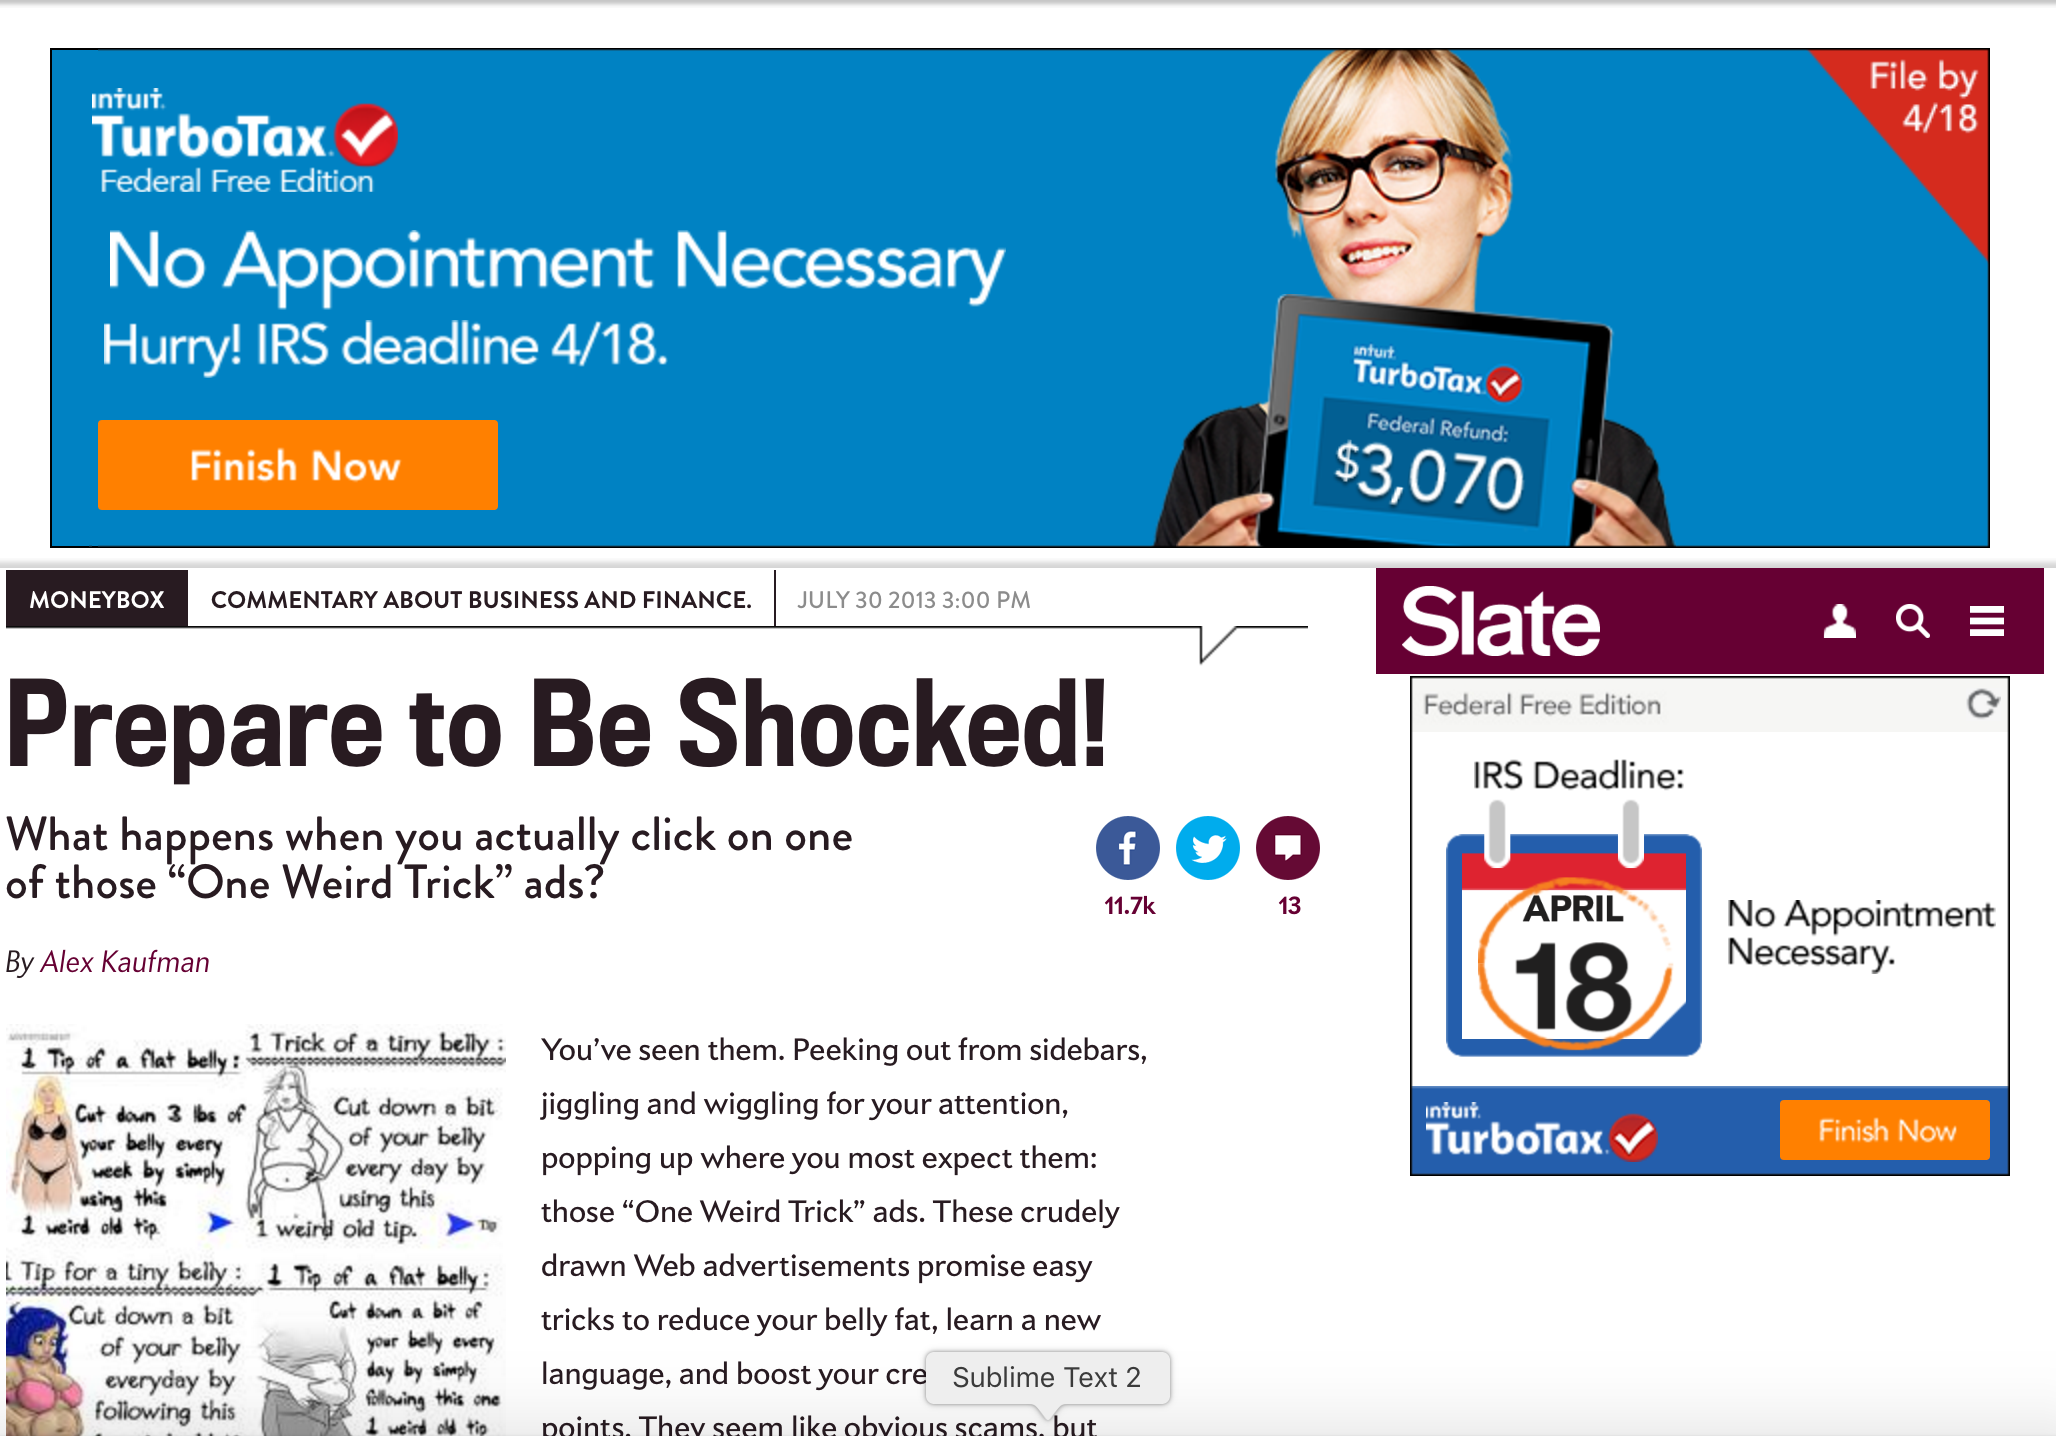 intuit.
TurboTax
Federal Free Edition
No Appointment Necessary
Hurry! IRS deadline 4/18.
Finish Now
intuit.
TurboTax
Federal Refund:
$3,070
File by
4/18
MONEYBOX
COMMENTARY ABOUT BUSINESS AND FINANCE.
JULY 30 2013 3:00 PM
Prepare to Be Shocked!
What happens when you actually click on one
of those “One Weird Trick” ads?
11.7k
13
By Alex Kaufman
ADVERTISEMENT
1 Tip of a flat belly:
Cut down 3 lbs of
your belly every
week by simply
using this
1 weird old tip.
1 Trick of a tiny belly:
Cut down a bit
of your belly
every day by
using this
1 weird old tip.
Tip
1 Tip for a tiny belly:
Cut down a bit
of your belly
everyday by
following this
1 Tip of a flat belly:
Cut down a bit of
your belly every
day by simply
following this one
1 weird old tip
You’ve seen them. Peeking out from sidebars,
jiggling and wiggling for your attention,
popping up where you most expect them:
those “One Weird Trick” ads. These crudely
drawn Web advertisements promise easy
tricks to reduce your belly fat, learn a new
language, and boost your cre
points. They seem like obvious scams, but
Sublime Text 2
Slate
Federal Free Edition
IRS Deadline:
APRIL
18
No Appointment
Necessary.
intuit.
TurboTax
Finish Now